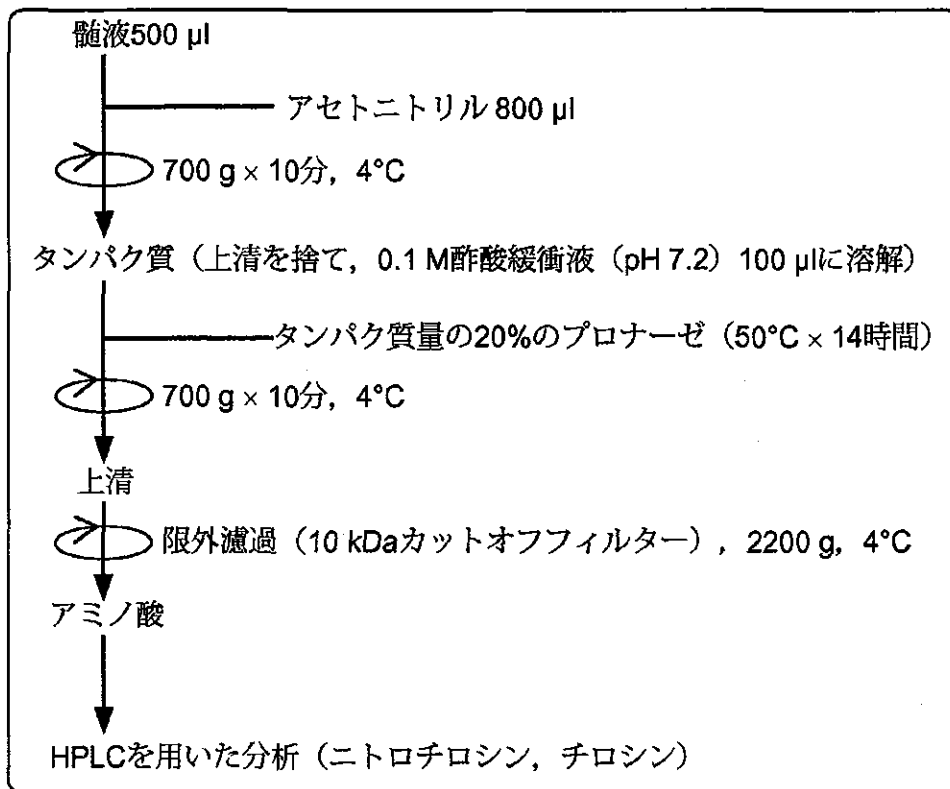 髄液500 µl
アセトニトリル 800 µl
700 g × 10分，4°C
タンパク質（上清を捨て，0.1 M酢酸緩衝液（pH 7.2）100 µlに溶解）
タンパク質量の20%のプロナーゼ（50°C × 14時間）
700 g × 10分，4°C
上清
限外濾過（10 kDaカットオフフィルター），2200 g，4°C
アミノ酸
HPLCを用いた分析（ニトロチロシン，チロシン）